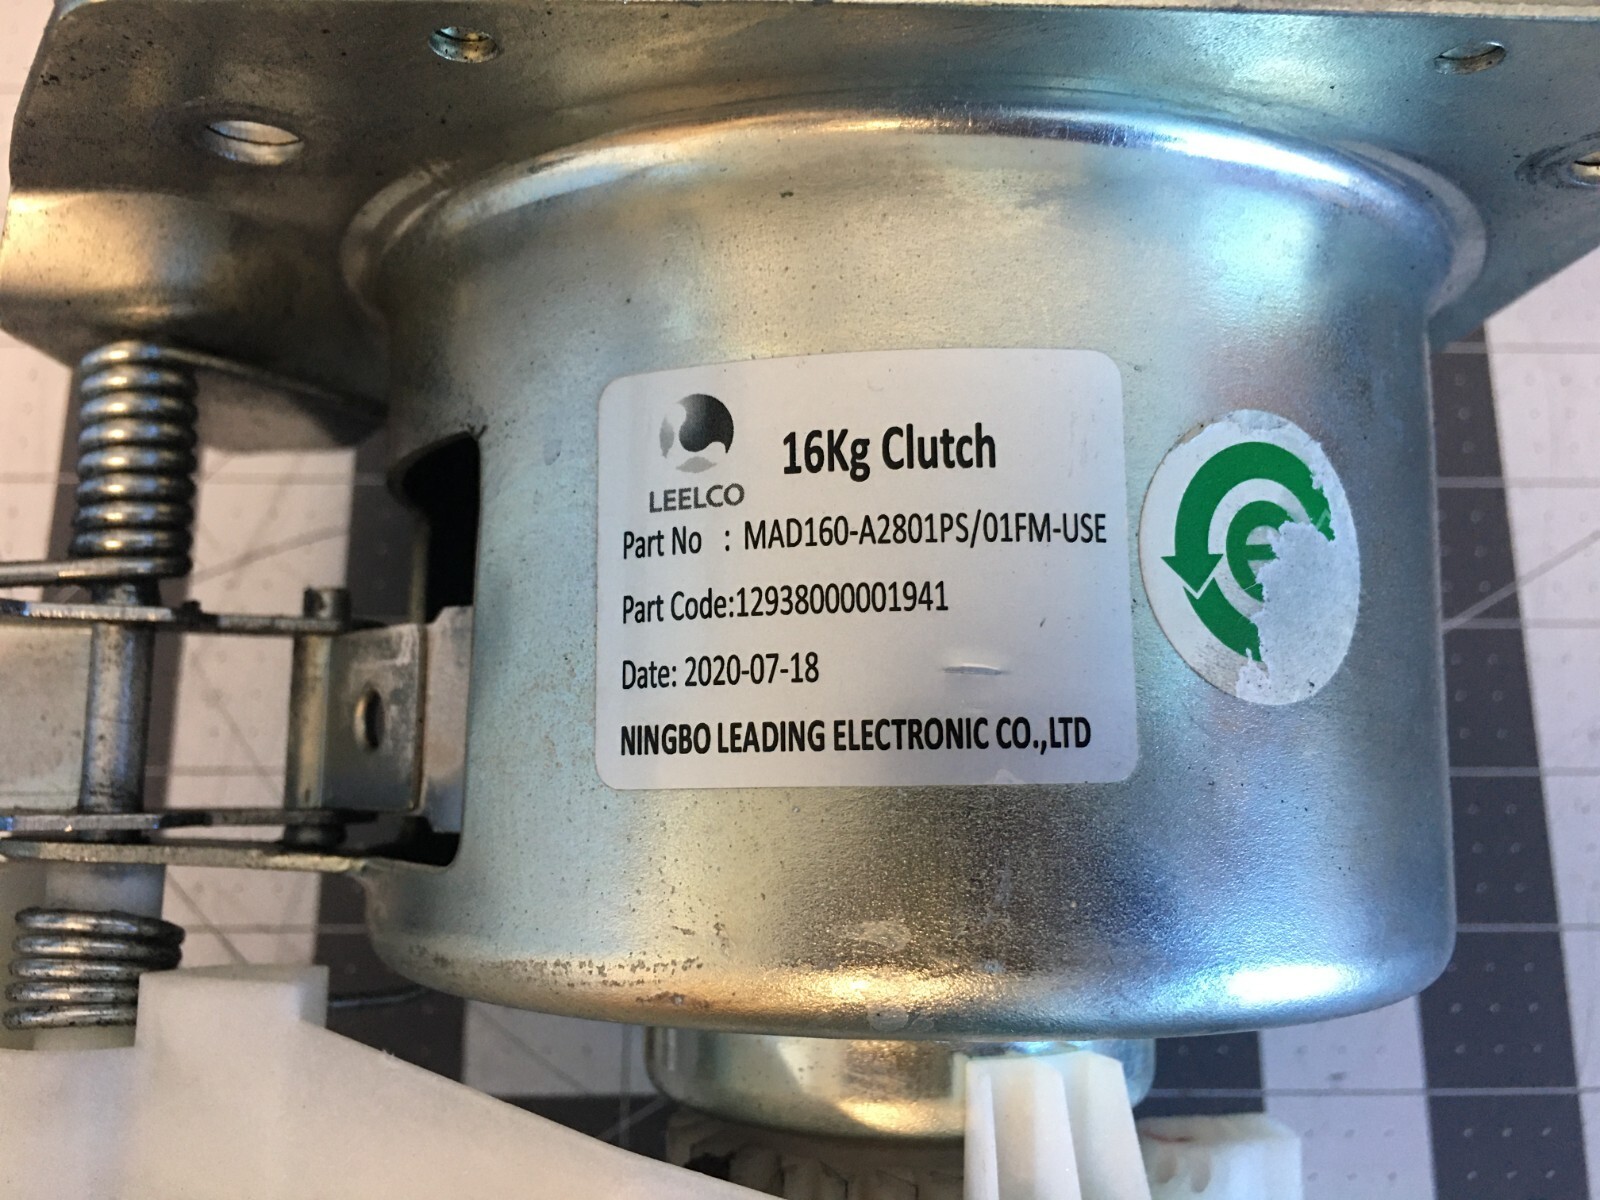 16Kg Clutch
LEELCO
Part No : MAD160-A2801PS/01FM-USE
Part Code:12938000001941
Date: 2020-07-18
NINGBO LEADING ELECTRONIC CO.,LTD
e